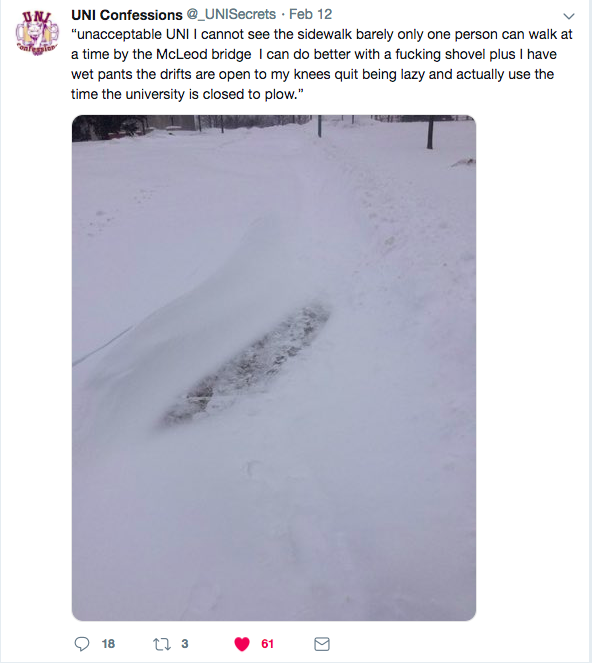 UNI Confessions @_UNISecrets · Feb 12
“unacceptable UNI I cannot see the sidewalk barely only one person can walk at
a time by the McLeod bridge  I can do better with a fucking shovel plus I have
wet pants the drifts are open to my knees quit being lazy and actually use the
time the university is closed to plow.”
UNI
Confessions
18 3 61